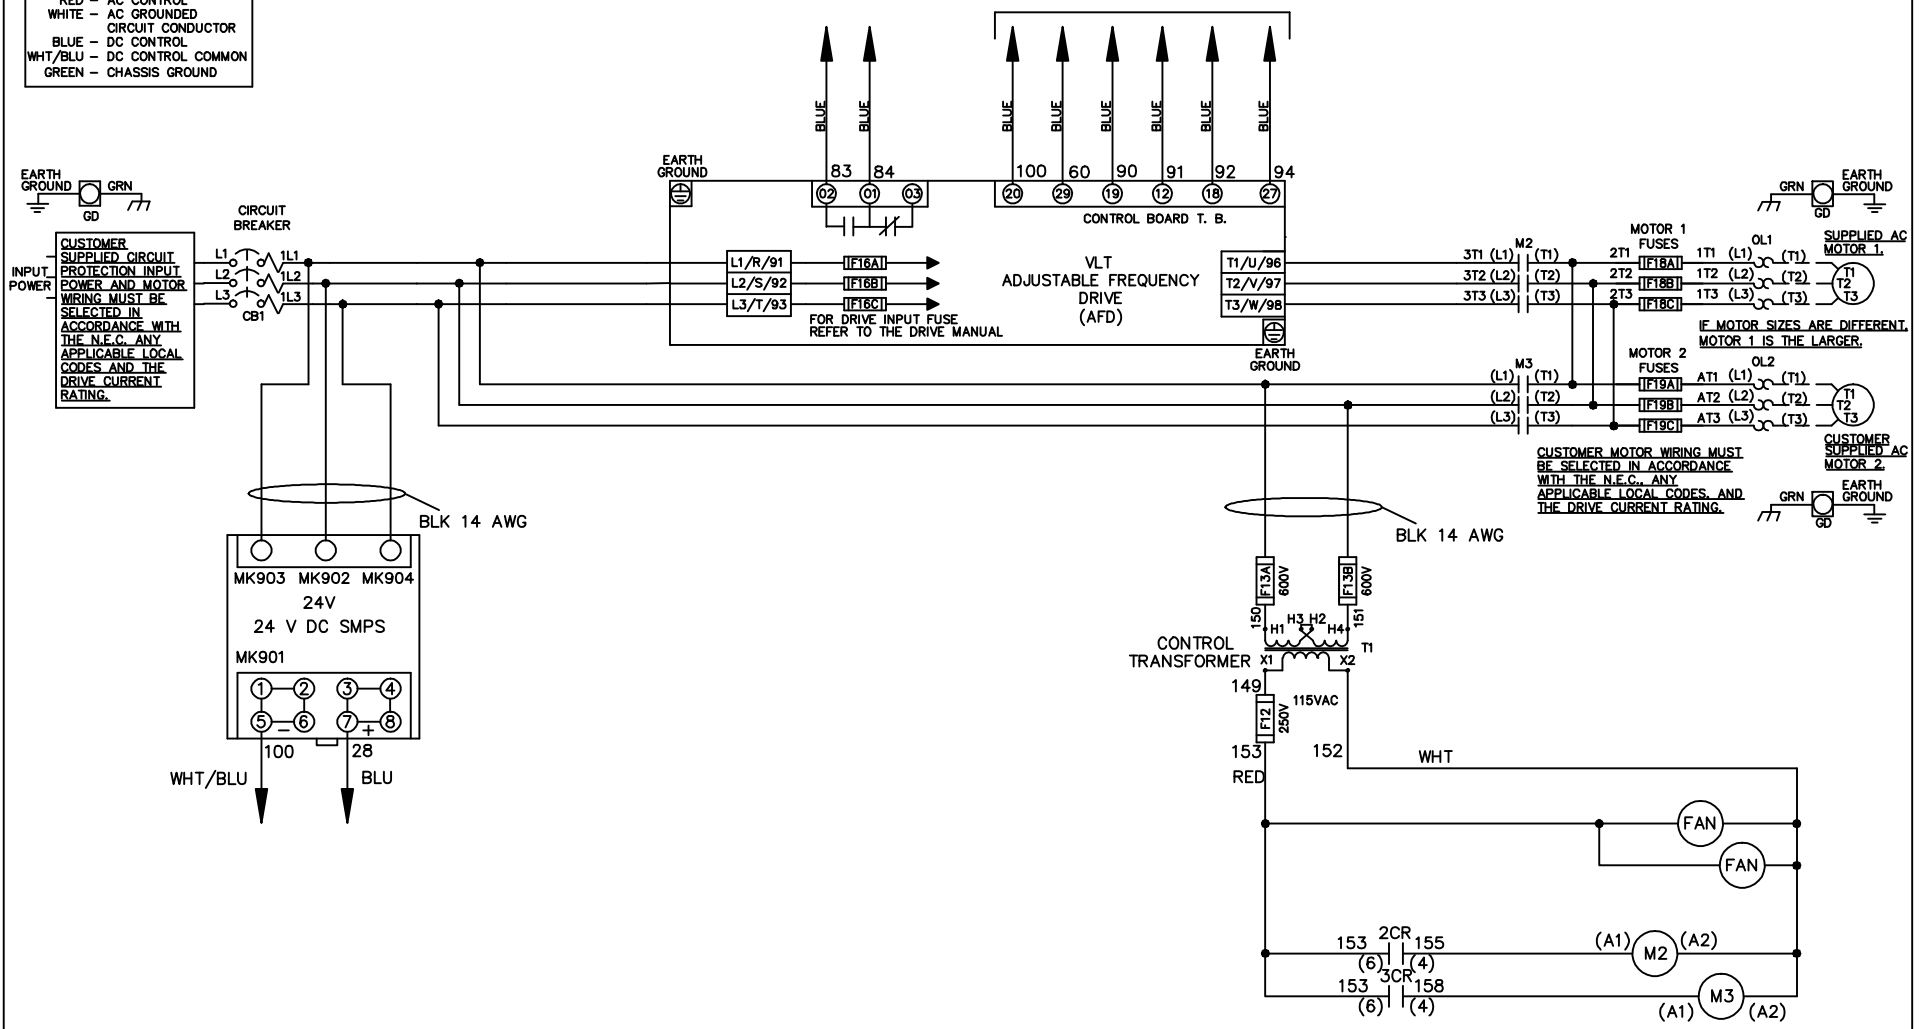 RED - AC CONTROL
WHITE - AC GROUNDED
CIRCUIT CONDUCTOR
BLUE - DC CONTROL
WHT/BLU - DC CONTROL COMMON
GREEN - CHASSIS GROUND
BLUE
BLUE
BLUE
BLUE
BLUE
BLUE
BLUE
BLUE
EARTH
GROUND
83
84
100
60
90
91
92
94
02
01
03
20
29
19
12
18
27
CONTROL BOARD T. B.
EARTH
GROUND
GRN
GD
CIRCUIT
BREAKER
INPUT
POWER
CUSTOMER
SUPPLIED CIRCUIT
PROTECTION INPUT
POWER AND MOTOR
WIRING MUST BE
SELECTED IN
ACCORDANCE WITH
THE N.E.C. ANY
APPLICABLE LOCAL
CODES AND THE
DRIVE CURRENT
RATING.
L1
1L1
L2
1L2
L3
1L3
CB1
L1/R/91
L2/S/92
L3/T/93
F16A
F16B
F16C
FOR DRIVE INPUT FUSE
REFER TO THE DRIVE MANUAL
VLT
ADJUSTABLE FREQUENCY
DRIVE
(AFD)
T1/U/96
T2/V/97
T3/W/98
EARTH
GROUND
3T1 (L1) M2 (T1)
3T2 (L2) (T2)
3T3 (L3) (T3)
MOTOR 1
FUSES
2T1 F18A 1T1 (L1) OL1 (T1)
2T2 F18B 1T2 (L2) (T2)
2T3 F18C 1T3 (L3) (T3)
GRN
GD
EARTH
GROUND
SUPPLIED AC
MOTOR 1.
T1
T2
T3
IF MOTOR SIZES ARE DIFFERENT,
MOTOR 1 IS THE LARGER.
M3
(L1) (T1)
(L2) (T2)
(L3) (T3)
MOTOR 2
FUSES
F19A AT1 (L1) OL2 (T1)
F19B AT2 (L2) (T2)
F19C AT3 (L3) (T3)
T1
T2
T3
CUSTOMER
SUPPLIED AC
MOTOR 2.
CUSTOMER MOTOR WIRING MUST
BE SELECTED IN ACCORDANCE
WITH THE N.E.C., ANY
APPLICABLE LOCAL CODES, AND
THE DRIVE CURRENT RATING.
GRN
GD
EARTH
GROUND
BLK 14 AWG
MK903 MK902 MK904
24V
24 V DC SMPS
MK901
1 2 3 4
5 6 7 8
- +
100
28
WHT/BLU
BLU
BLK 14 AWG
F13A
600V
F13B
600V
150
151
H1 H3 H2 H4
CONTROL
TRANSFORMER
T1
X1 X2
149
115VAC
F12
250V
153
152
RED
WHT
FAN
FAN
153 2CR 155
(6) (4)
(A1) M2 (A2)
153 3CR 158
(6) (4)
(A1) M3 (A2)